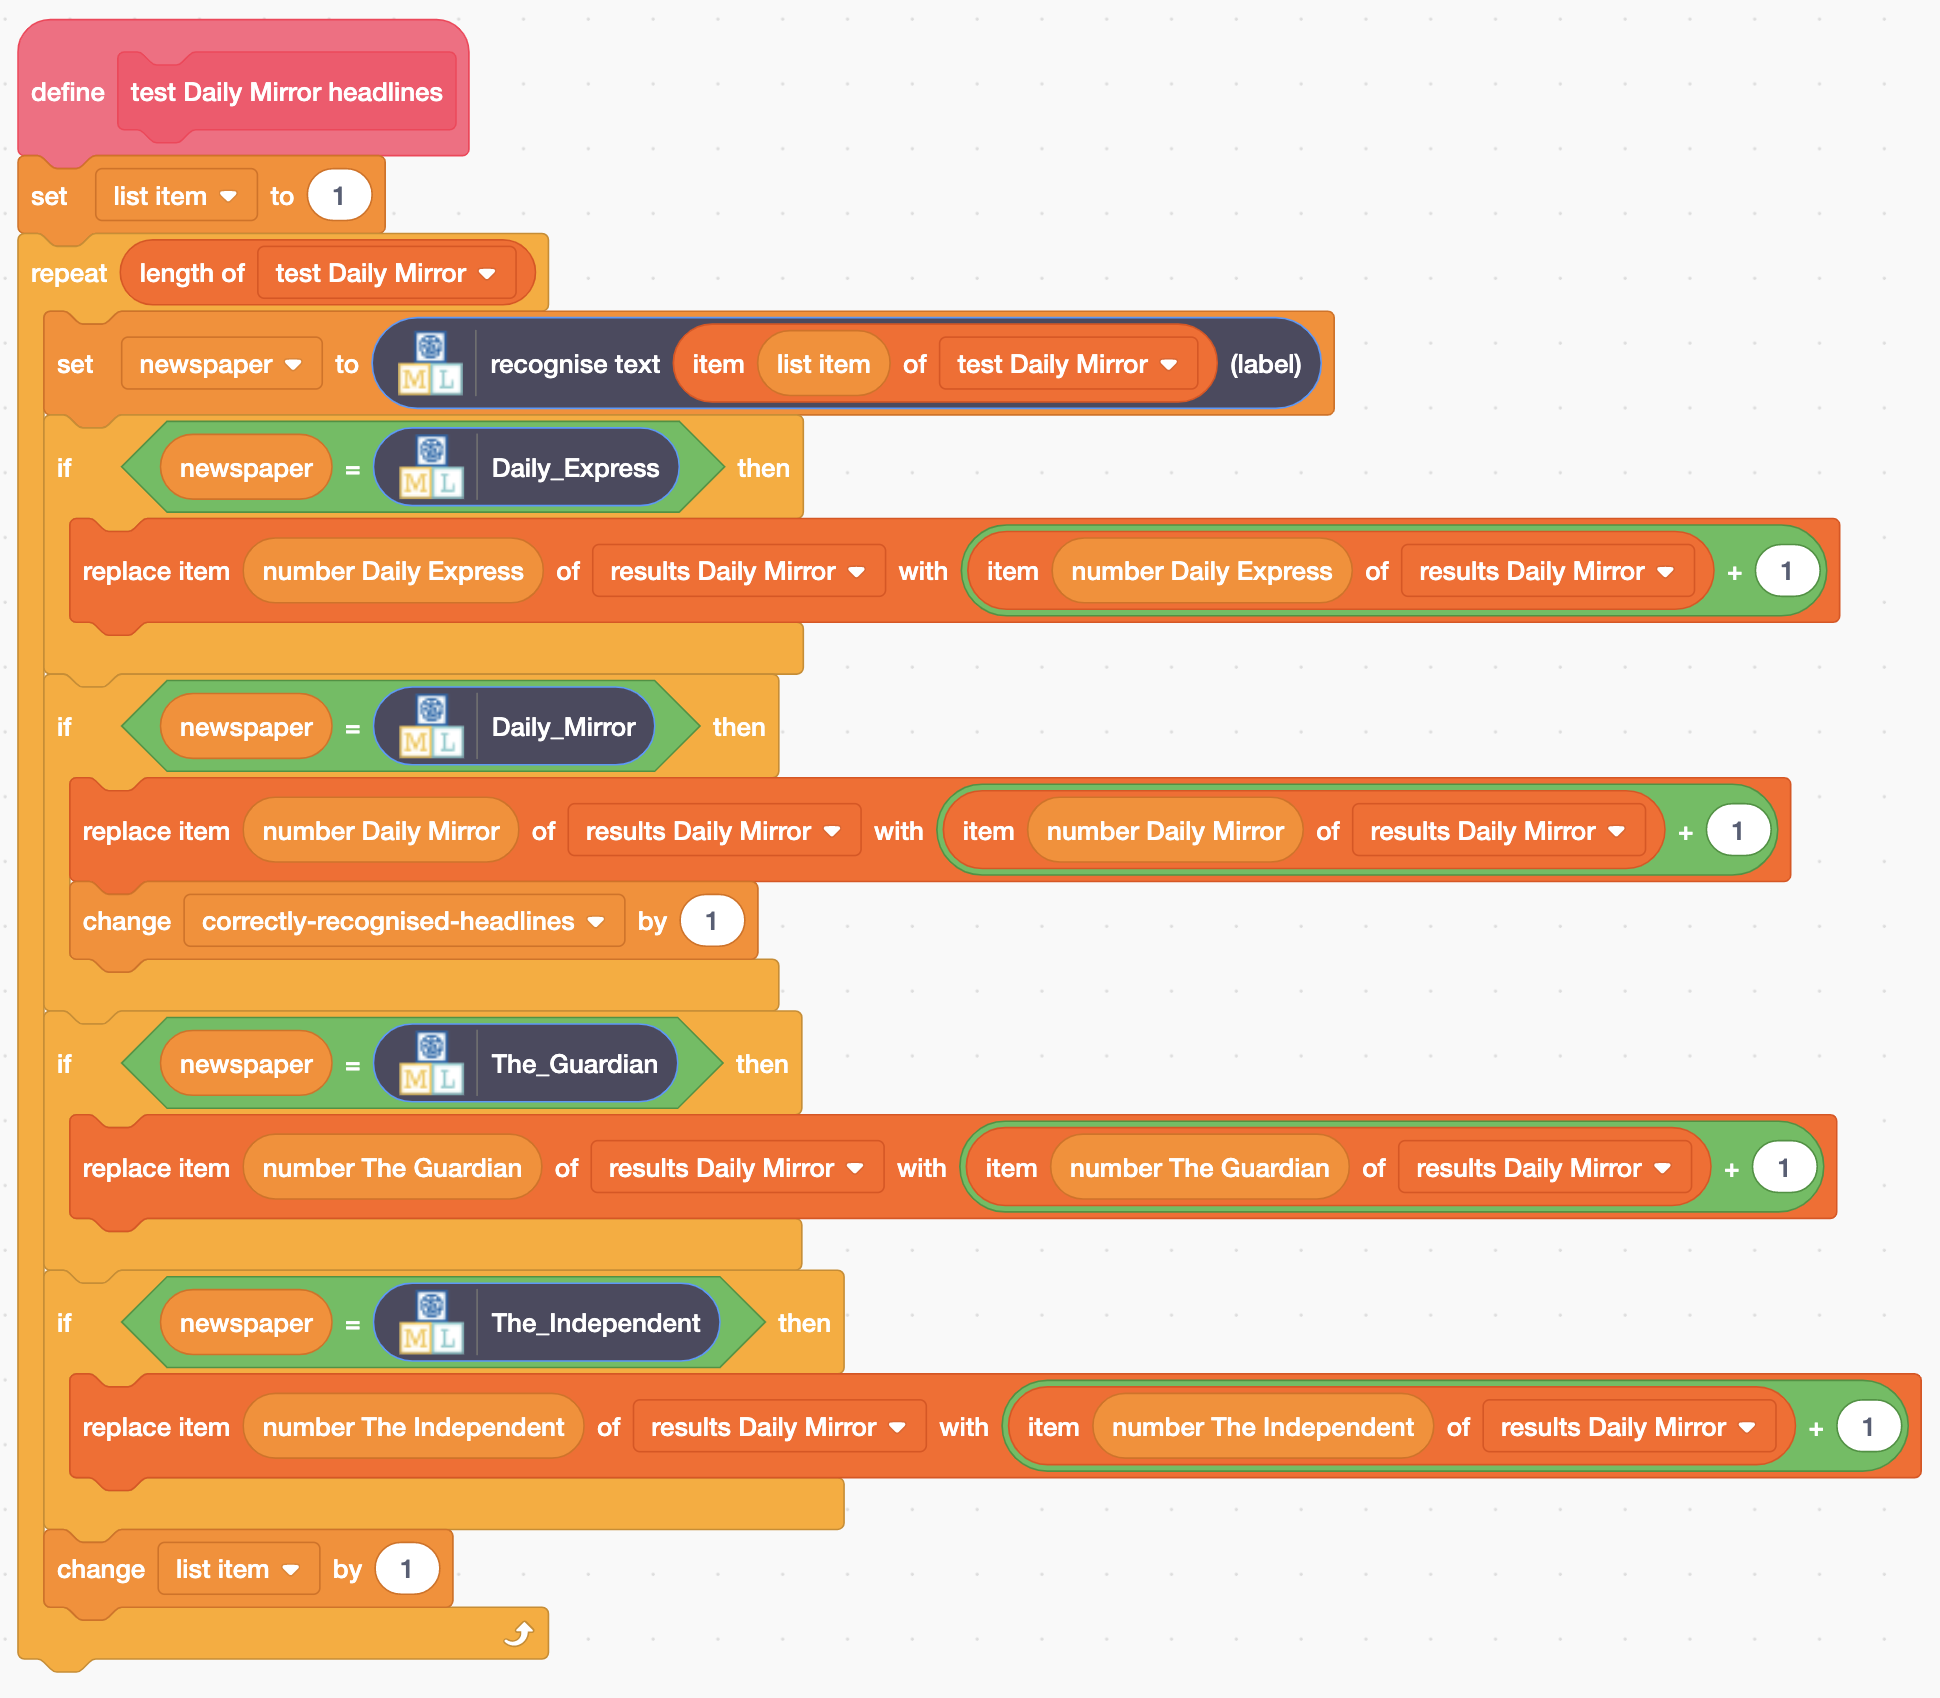 define test Daily Mirror headlines
set list item to 1
repeat length of test Daily Mirror
set newspaper to ML recognise text item list item of test Daily Mirror (label)
if newspaper = ML Daily_Express then
replace item number Daily Express of results Daily Mirror with item number Daily Express of results Daily Mirror + 1
if newspaper = ML Daily_Mirror then
replace item number Daily Mirror of results Daily Mirror with item number Daily Mirror of results Daily Mirror + 1
change correctly-recognised-headlines by 1
if newspaper = ML The_Guardian then
replace item number The Guardian of results Daily Mirror with item number The Guardian of results Daily Mirror + 1
if newspaper = ML The_Independent then
replace item number The Independent of results Daily Mirror with item number The Independent of results Daily Mirror + 1
change list item by 1